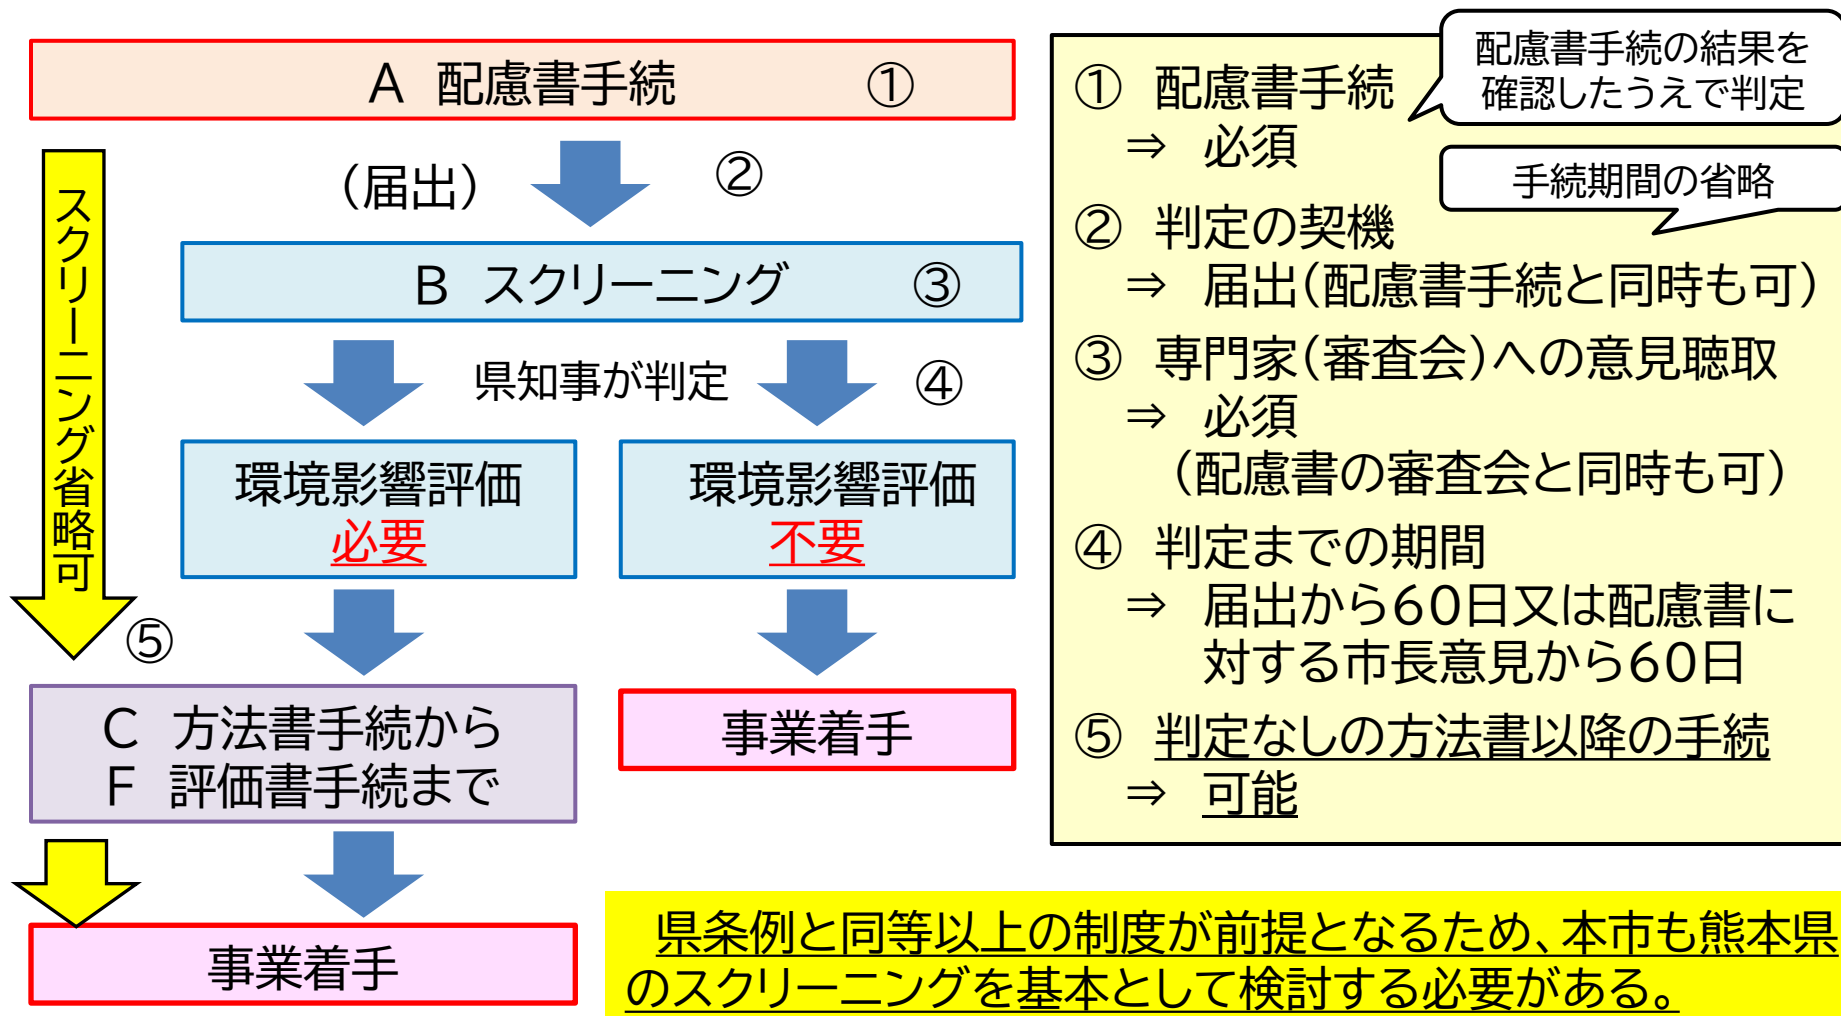 A 配慮書手続 ①
（届出）
②
B スクリーニング ③
県知事が判定
④
環境影響評価
必要
環境影響評価
不要
スクリーニング省略可
⑤
C 方法書手続から
F 評価書手続まで
事業着手
事業着手
配慮書手続の結果を
確認したうえで判定
① 配慮書手続
⇒ 必須
手続期間の省略
② 判定の契機
⇒ 届出（配慮書手続と同時も可）
③ 専門家（審査会）への意見聴取
⇒ 必須
（配慮書の審査会と同時も可）
④ 判定までの期間
⇒ 届出から60日又は配慮書に
対する市長意見から60日
⑤ 判定なしの方法書以降の手続
⇒ 可能
県条例と同等以上の制度が前提となるため、本市も熊本県
のスクリーニングを基本として検討する必要がある。